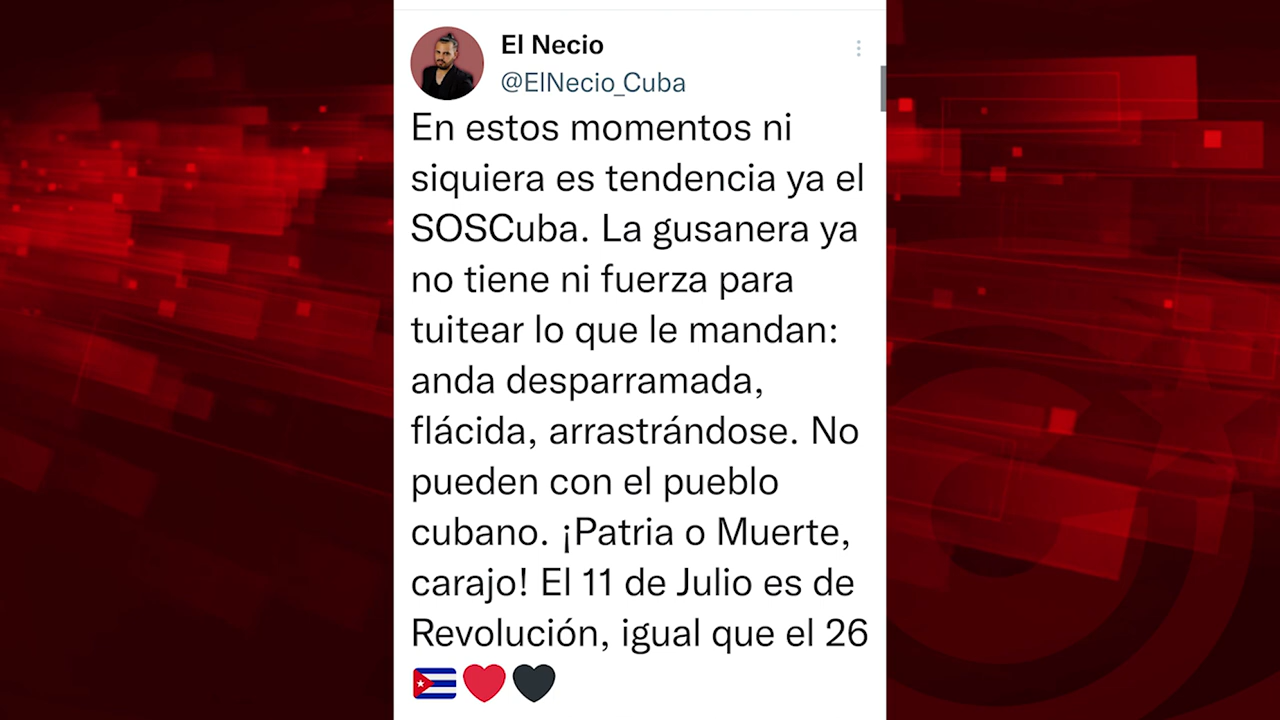 El Necio
@ElNecio_Cuba
En estos momentos ni
siquiera es tendencia ya el
SOSCuba. La gusanera ya
no tiene ni fuerza para
tuitear lo que le mandan:
anda desparramada,
flácida, arrastrándose. No
pueden con el pueblo
cubano. ¡Patria o Muerte,
carajo! El 11 de Julio es de
Revolución, igual que el 26
🇨🇺❤️🖤